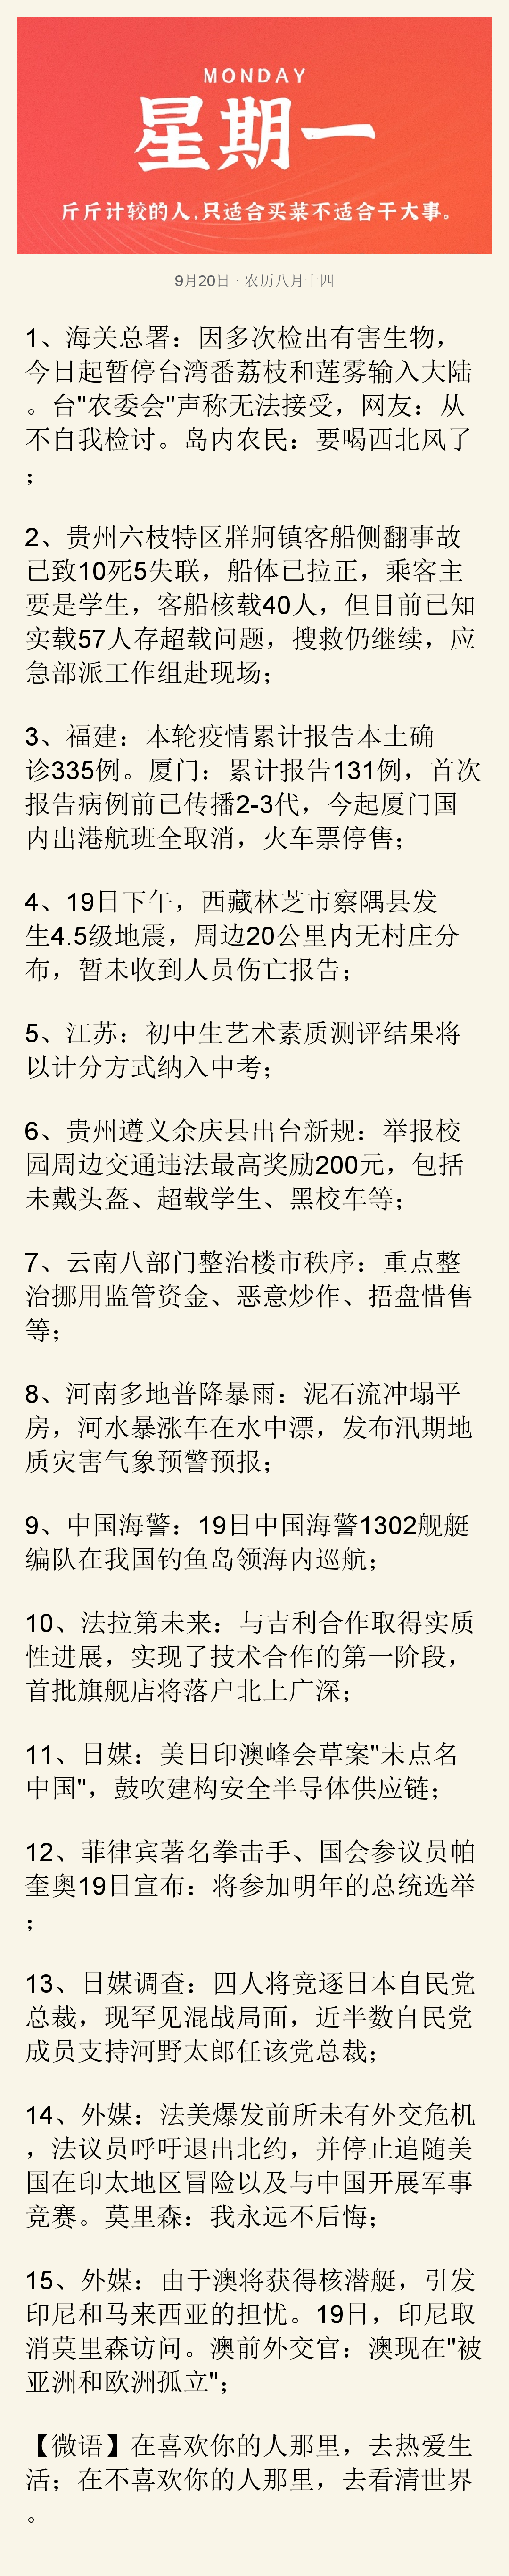 MONDAY
星期一
斤斤计较的人,只适合买菜不适合干大事。
9月20日 · 农历八月十四
1、海关总署：因多次检出有害生物，
今日起暂停台湾番荔枝和莲雾输入大陆
。台"农委会"声称无法接受，网友：从
不自我检讨。岛内农民：要喝西北风了
；
2、贵州六枝特区牂牁镇客船侧翻事故
已致10死5失联，船体已拉正，乘客主
要是学生，客船核载40人，但目前已知
实载57人存超载问题，搜救仍继续，应
急部派工作组赴现场；
3、福建：本轮疫情累计报告本土确
诊335例。厦门：累计报告131例，首次
报告病例前已传播2-3代，今起厦门国
内出港航班全取消，火车票停售；
4、19日下午，西藏林芝市察隅县发
生4.5级地震，周边20公里内无村庄分
布，暂未收到人员伤亡报告；
5、江苏：初中生艺术素质测评结果将
以计分方式纳入中考；
6、贵州遵义余庆县出台新规：举报校
园周边交通违法最高奖励200元，包括
未戴头盔、超载学生、黑校车等；
7、云南八部门整治楼市秩序：重点整
治挪用监管资金、恶意炒作、捂盘惜售
等；
8、河南多地普降暴雨：泥石流冲塌平
房，河水暴涨车在水中漂，发布汛期地
质灾害气象预警预报；
9、中国海警：19日中国海警1302舰艇
编队在我国钓鱼岛领海内巡航；
10、法拉第未来：与吉利合作取得实质
性进展，实现了技术合作的第一阶段，
首批旗舰店将落户北上广深；
11、日媒：美日印澳峰会草案"未点名
中国"，鼓吹建构安全半导体供应链；
12、菲律宾著名拳击手、国会参议员帕
奎奥19日宣布：将参加明年的总统选举
；
13、日媒调查：四人将竞逐日本自民党
总裁，现罕见混战局面，近半数自民党
成员支持河野太郎任该党总裁；
14、外媒：法美爆发前所未有外交危机
，法议员呼吁退出北约，并停止追随美
国在印太地区冒险以及与中国开展军事
竞赛。莫里森：我永远不后悔；
15、外媒：由于澳将获得核潜艇，引发
印尼和马来西亚的担忧。19日，印尼取
消莫里森访问。澳前外交官：澳现在"被
亚洲和欧洲孤立"；
【微语】在喜欢你的人那里，去热爱生
活；在不喜欢你的人那里，去看清世界
。